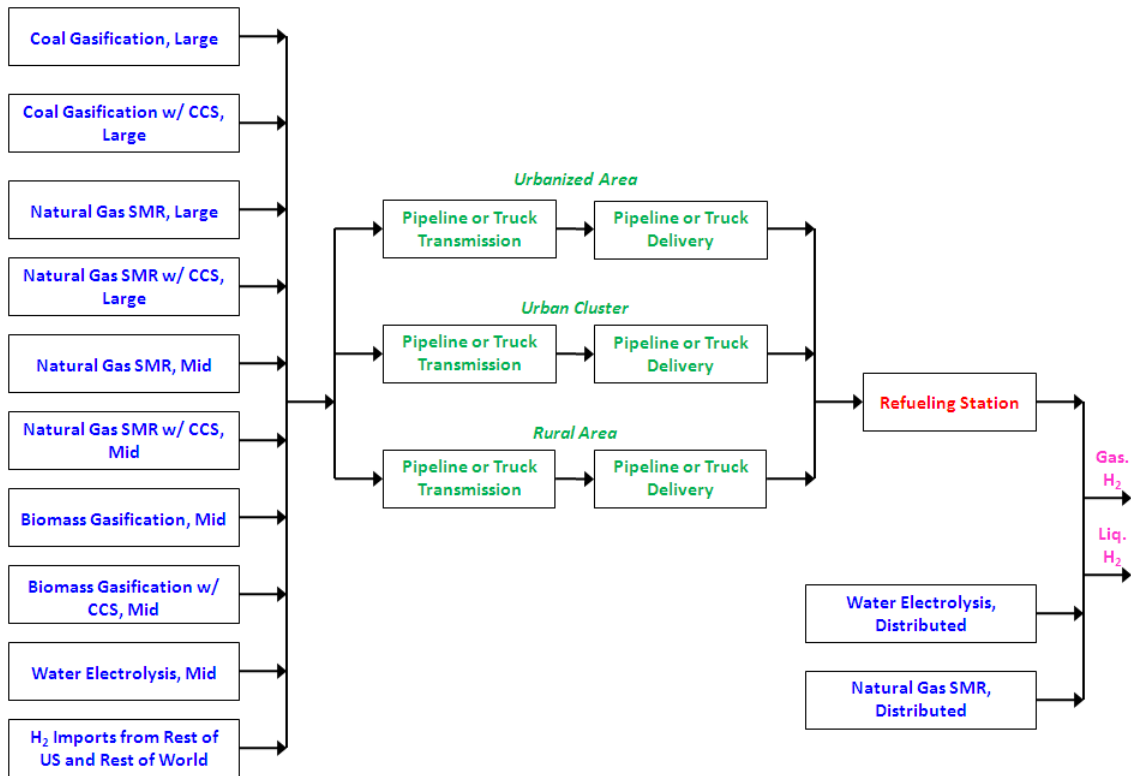 Coal Gasification, Large
Coal Gasification w/ CCS,
Large
Natural Gas SMR, Large
Natural Gas SMR w/ CCS,
Large
Natural Gas SMR, Mid
Natural Gas SMR w/ CCS,
Mid
Biomass Gasification, Mid
Biomass Gasification w/
CCS, Mid
Water Electrolysis, Mid
H₂ Imports from Rest of
US and Rest of World
Urbanized Area
Pipeline or Truck
Transmission
Pipeline or Truck
Delivery
Urban Cluster
Pipeline or Truck
Transmission
Pipeline or Truck
Delivery
Rural Area
Pipeline or Truck
Transmission
Pipeline or Truck
Delivery
Refueling Station
Gas.
H₂
Liq.
H₂
Water Electrolysis,
Distributed
Natural Gas SMR,
Distributed